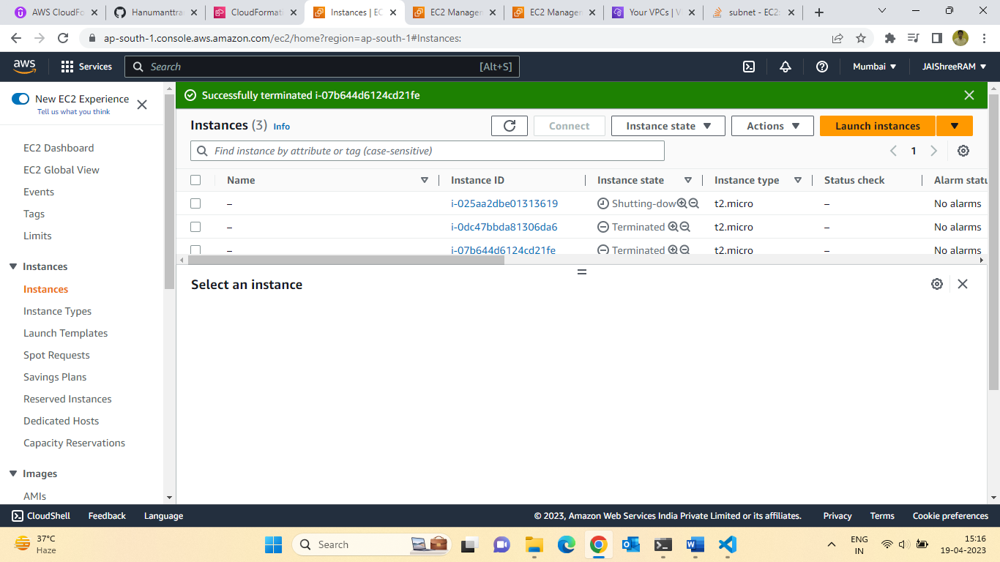 AWS CloudFo
Hanumanttra
CloudFormati
Instances | EC
EC2 Managem
EC2 Managem
Your VPCs | V
subnet - EC2:
ap-south-1.console.aws.amazon.com/ec2/home?region=ap-south-1#Instances:
aws
Services
Search
[Alt+S]
Mumbai
JAIShreeRAM
New EC2 Experience
Tell us what you think
EC2 Dashboard
EC2 Global View
Events
Tags
Limits
Instances
Instances
Instance Types
Launch Templates
Spot Requests
Savings Plans
Reserved Instances
Dedicated Hosts
Capacity Reservations
Images
AMIs
Successfully terminated i-07b644d6124cd21fe
Instances (3) Info
Connect
Instance state
Actions
Launch instances
Find instance by attribute or tag (case-sensitive)
1
Name Instance ID Instance state Instance type Status check Alarm statu
– i-025aa2dbe01313619 Shutting-dow t2.micro – No alarms
– i-0dc47bbda81306da6 Terminated t2.micro – No alarms
– i-07b644d6124cd21fe Terminated t2.micro – No alarms
Select an instance
CloudShell
Feedback
Language
© 2023, Amazon Web Services India Private Limited or its affiliates.
Privacy
Terms
Cookie preferences
37°C
Haze
Search
ENG
IN
15:16
19-04-2023